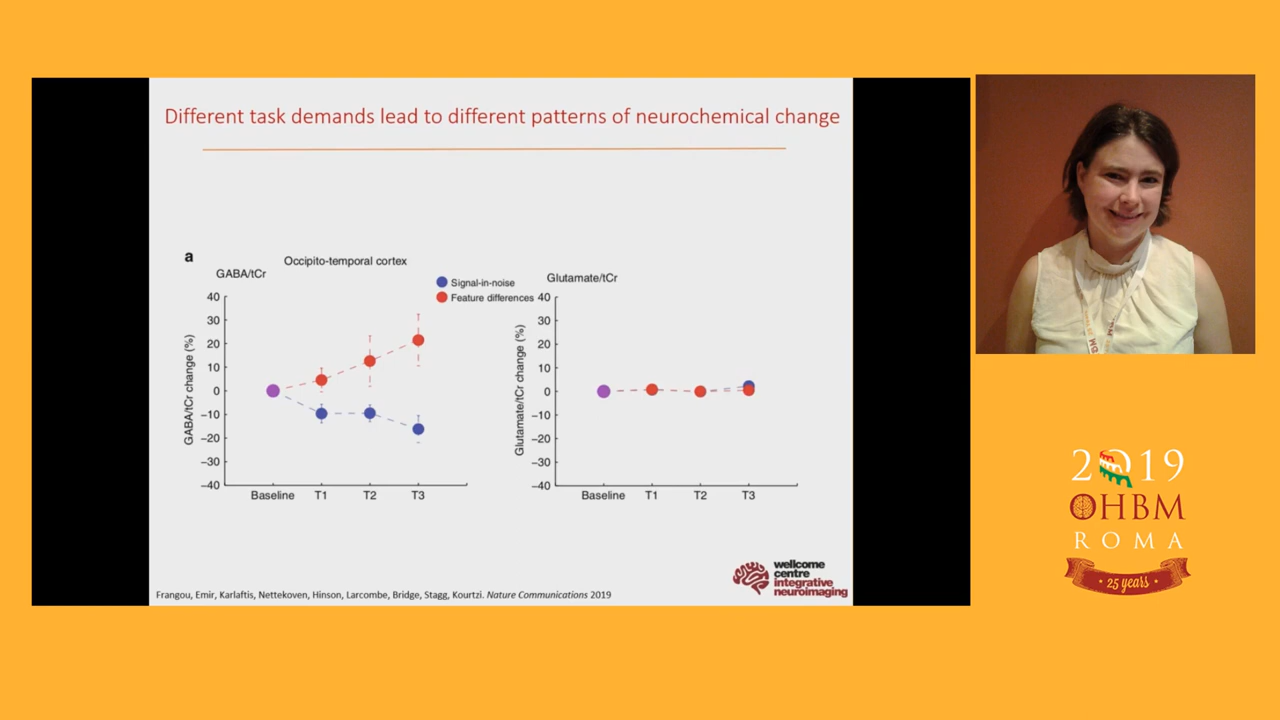 Different task demands lead to different patterns of neurochemical change
a
Occipito-temporal cortex
GABA/tCr
Signal-in-noise
Feature differences
GABA/tCr change (%)
40
30
20
10
0
−10
−20
−30
−40
Baseline T1 T2 T3
Glutamate/tCr
Glutamate/tCr change (%)
40
30
20
10
0
−10
−20
−30
−40
Baseline T1 T2 T3
wellcome
centre
integrative
neuroimaging
Frangou, Emir, Karlaftis, Nettekoven, Hinson, Larcombe, Bridge, Stagg, Kourtzi. Nature Communications 2019
2019
OHBM
ROMA
• 25 years •